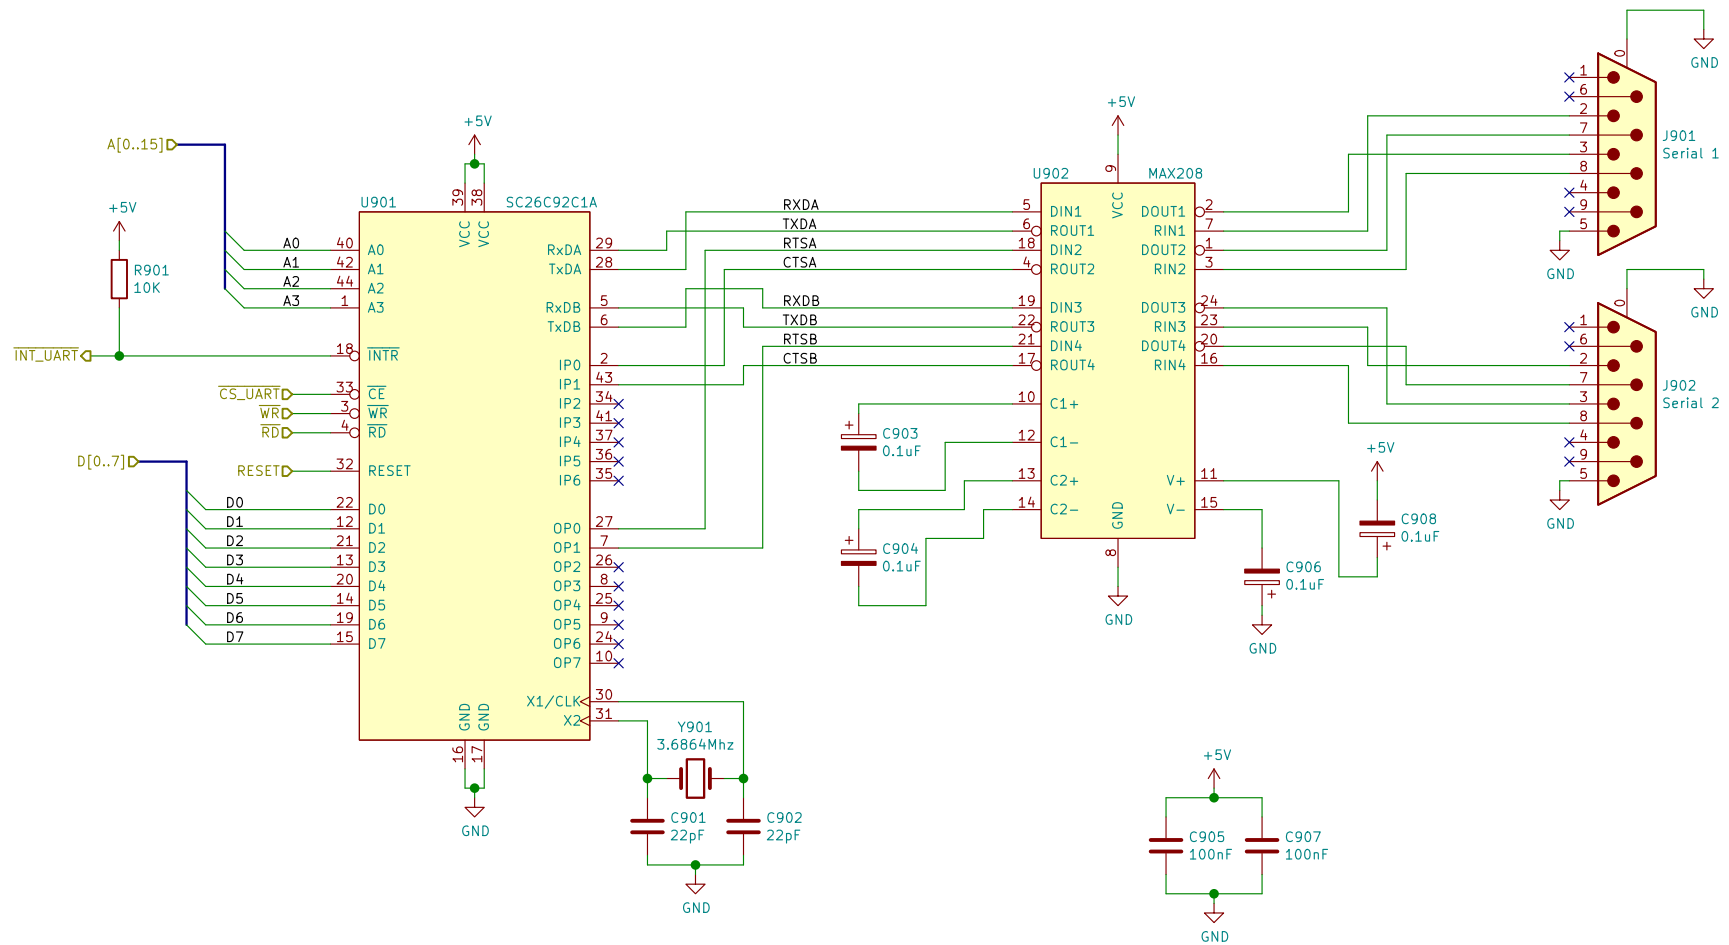 A[0..15]
+5V
R901
10K
INT_UART
CS_UART
WR
RD
RESET
D[0..7]
A0
A1
A2
A3
D0
D1
D2
D3
D4
D5
D6
D7
+5V
U901
SC26C92C1A
39 VCC
38 VCC
40 A0
42 A1
44 A2
1 A3
18 INTR
33 CE
3 WR
4 RD
32 RESET
22 D0
12 D1
21 D2
13 D3
20 D4
14 D5
19 D6
15 D7
RxDA 29
TxDA 28
RxDB 5
TxDB 6
IP0 2
IP1 43
IP2 34
IP3 41
IP4 37
IP5 36
IP6 35
OP0 27
OP1 7
OP2 26
OP3 8
OP4 25
OP5 9
OP6 24
OP7 10
X1/CLK 30
X2 31
GND 16
GND 17
GND
Y901
3.6864Mhz
C901
22pF
C902
22pF
GND
RXDA
TXDA
RTSA
CTSA
RXDB
TXDB
RTSB
CTSB
+5V
U902
MAX208
9 VCC
5 DIN1
6 ROUT1
18 DIN2
4 ROUT2
19 DIN3
22 ROUT3
21 DIN4
17 ROUT4
10 C1+
12 C1-
13 C2+
14 C2-
DOUT1 2
RIN1 7
DOUT2 1
RIN2 3
DOUT3 24
RIN3 23
DOUT4 20
RIN4 16
V+ 11
V- 15
GND 8
GND
+
C903
0.1uF
+
C904
0.1uF
C906
0.1uF
+
GND
+5V
C908
0.1uF
+
GND
0
1
6
2
7
3
8
4
9
5
J901
Serial 1
GND
GND
0
1
6
2
7
3
8
4
9
5
J902
Serial 2
GND
+5V
C905
100nF
C907
100nF
GND